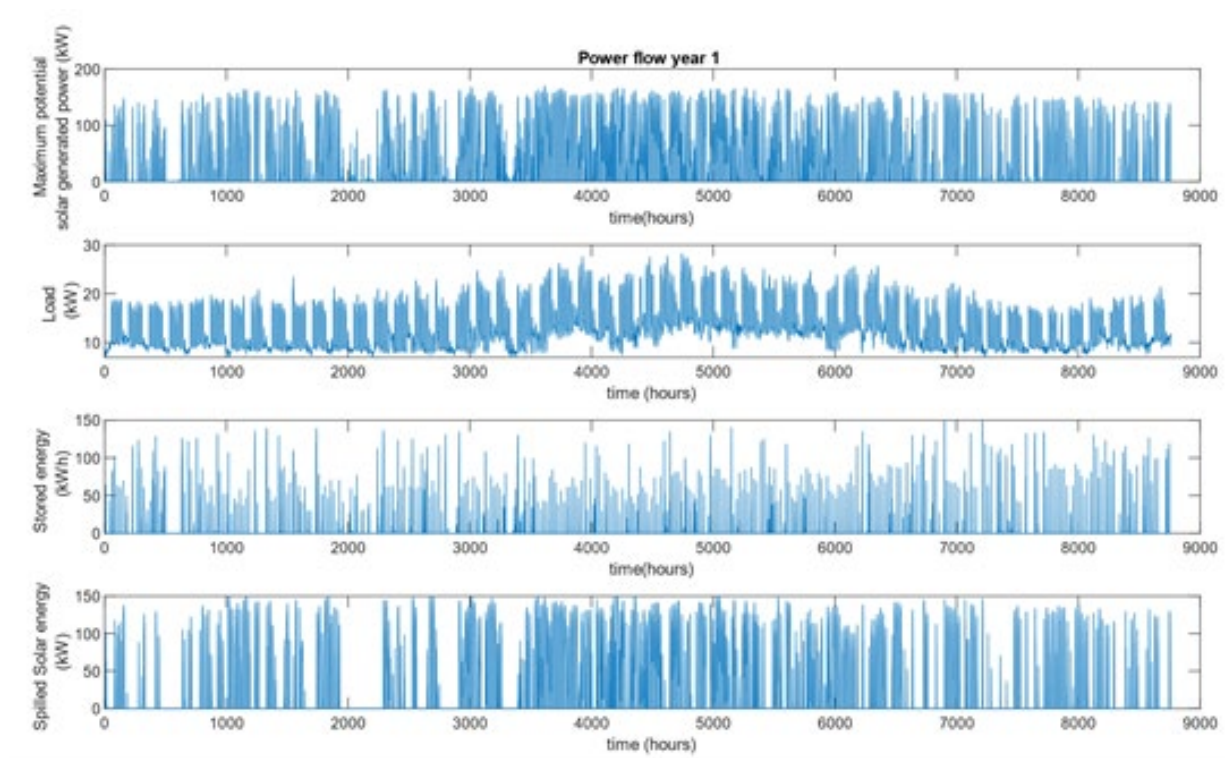 Power flow year 1
Maximum potential
solar generated power (kW)
200
100
0
0 1000 2000 3000 4000 5000 6000 7000 8000 9000
time(hours)
Load
(kW)
30
20
10
0 1000 2000 3000 4000 5000 6000 7000 8000 9000
time (hours)
Stored energy
(kWh)
150
100
50
0
0 1000 2000 3000 4000 5000 6000 7000 8000 9000
time(hours)
Spilled Solar energy
(kW)
150
100
50
0
0 1000 2000 3000 4000 5000 6000 7000 8000 9000
time (hours)